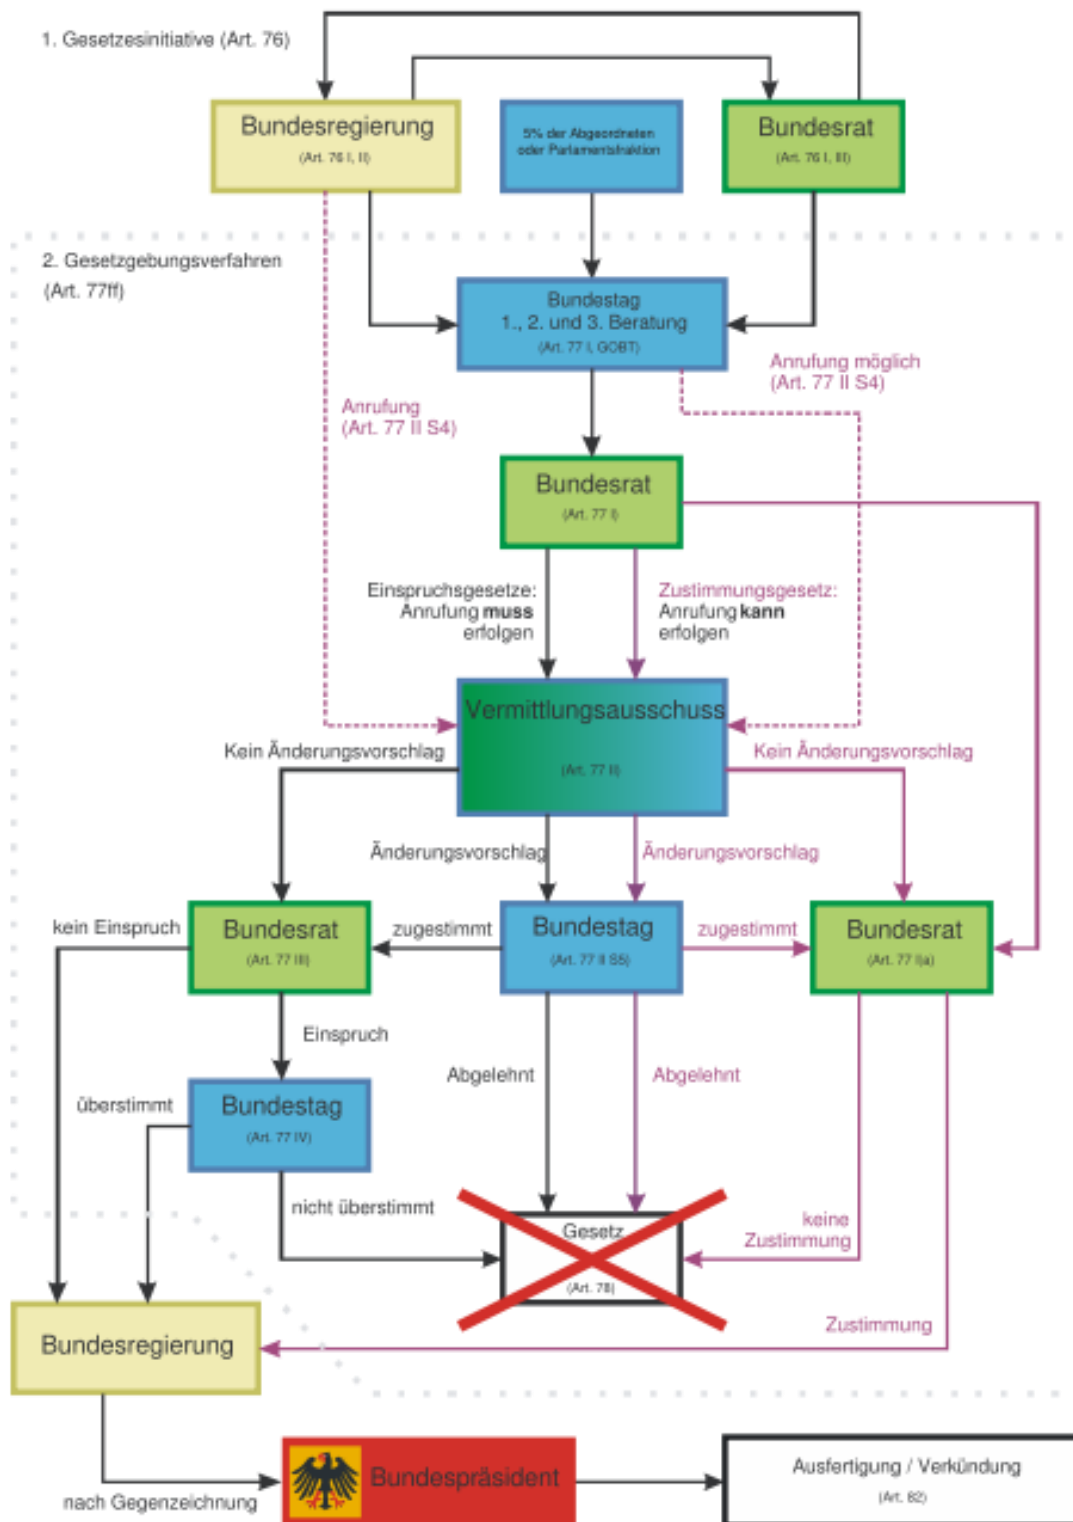 1. Gesetzesinitiative (Art. 76)
Bundesregierung
(Art. 76 I, II)
5% der Abgeordneten
oder Parlamentsfraktion
Bundesrat
(Art. 76 I, III)
2. Gesetzgebungsverfahren
(Art. 77ff)
Bundestag
1., 2. und 3. Beratung
(Art. 77 I, GOBT)
Anrufung möglich
(Art. 77 II S4)
Anrufung
(Art. 77 II S4)
Bundesrat
(Art. 77 I)
Einspruchsgesetze:
Anrufung muss
erfolgen
Zustimmungsgesetz:
Anrufung kann
erfolgen
Vermittlungsausschuss
(Art. 77 II)
Kein Änderungsvorschlag
Kein Änderungsvorschlag
Änderungsvorschlag
Änderungsvorschlag
kein Einspruch
Bundesrat
(Art. 77 III)
zugestimmt
Bundestag
(Art. 77 II S5)
zugestimmt
Bundesrat
(Art. 77 I(a)
Einspruch
Abgelehnt
Abgelehnt
überstimmt
Bundestag
(Art. 77 IV)
nicht überstimmt
Gesetz
(Art. 78)
keine
Zustimmung
Zustimmung
Bundesregierung
nach Gegenzeichnung
Bundespräsident
Ausfertigung / Verkündung
(Art. 82)